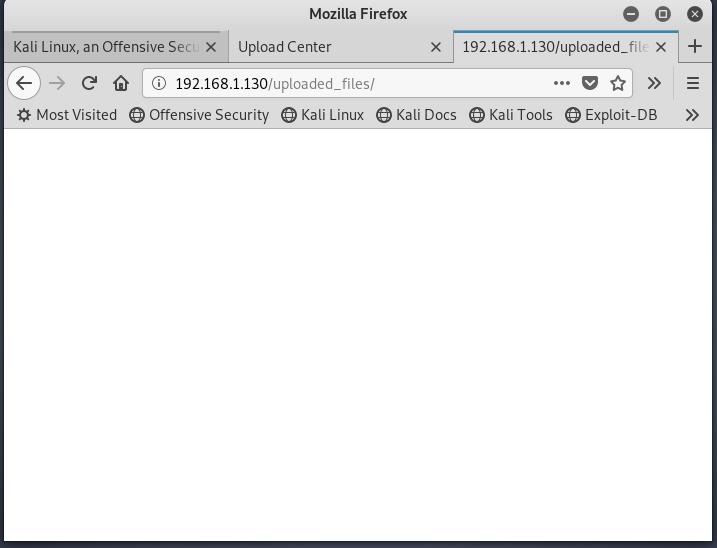 Mozilla Firefox
Kali Linux, an Offensive Secu
Upload Center
192.168.1.130/uploaded_file
192.168.1.130/uploaded_files/
Most Visited Offensive Security Kali Linux Kali Docs Kali Tools Exploit-DB